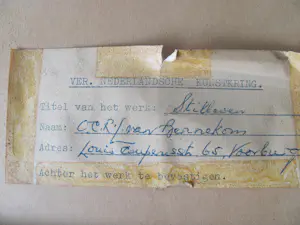 VER. NEDERLANDSCHE KUNSTKRING.
Titel van het werk: Stilleven
Naam: van Bennekom
Adres: Louis Couperusstr 65, Voorburg
Achter het werk te bevestigen.